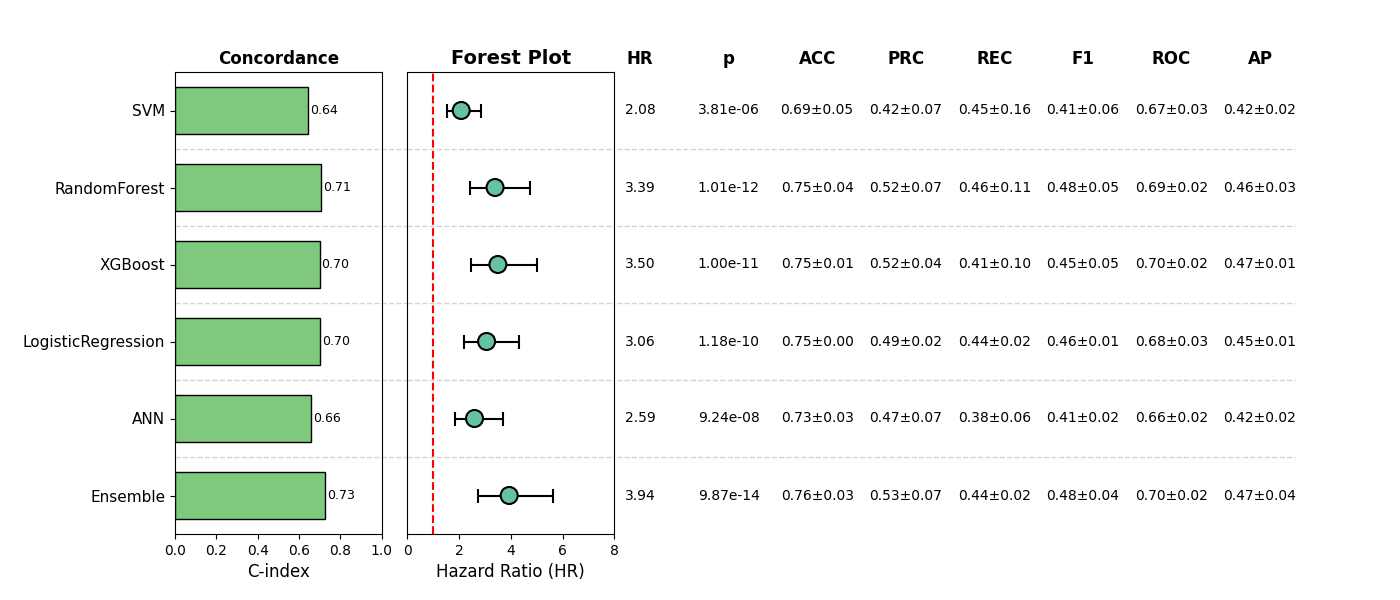 Concordance Forest Plot HR p ACC PRC REC F1 ROC AP
SVM 0.64 2.08 3.81e-06 0.69±0.05 0.42±0.07 0.45±0.16 0.41±0.06 0.67±0.03 0.42±0.02
RandomForest 0.71 3.39 1.01e-12 0.75±0.04 0.52±0.07 0.46±0.11 0.48±0.05 0.69±0.02 0.46±0.03
XGBoost 0.70 3.50 1.00e-11 0.75±0.01 0.52±0.04 0.41±0.10 0.45±0.05 0.70±0.02 0.47±0.01
LogisticRegression 0.70 3.06 1.18e-10 0.75±0.00 0.49±0.02 0.44±0.02 0.46±0.01 0.68±0.03 0.45±0.01
ANN 0.66 2.59 9.24e-08 0.73±0.03 0.47±0.07 0.38±0.06 0.41±0.02 0.66±0.02 0.42±0.02
Ensemble 0.73 3.94 9.87e-14 0.76±0.03 0.53±0.07 0.44±0.02 0.48±0.04 0.70±0.02 0.47±0.04
0.0 0.2 0.4 0.6 0.8 1.0 0 2 4 6 8
C-index Hazard Ratio (HR)